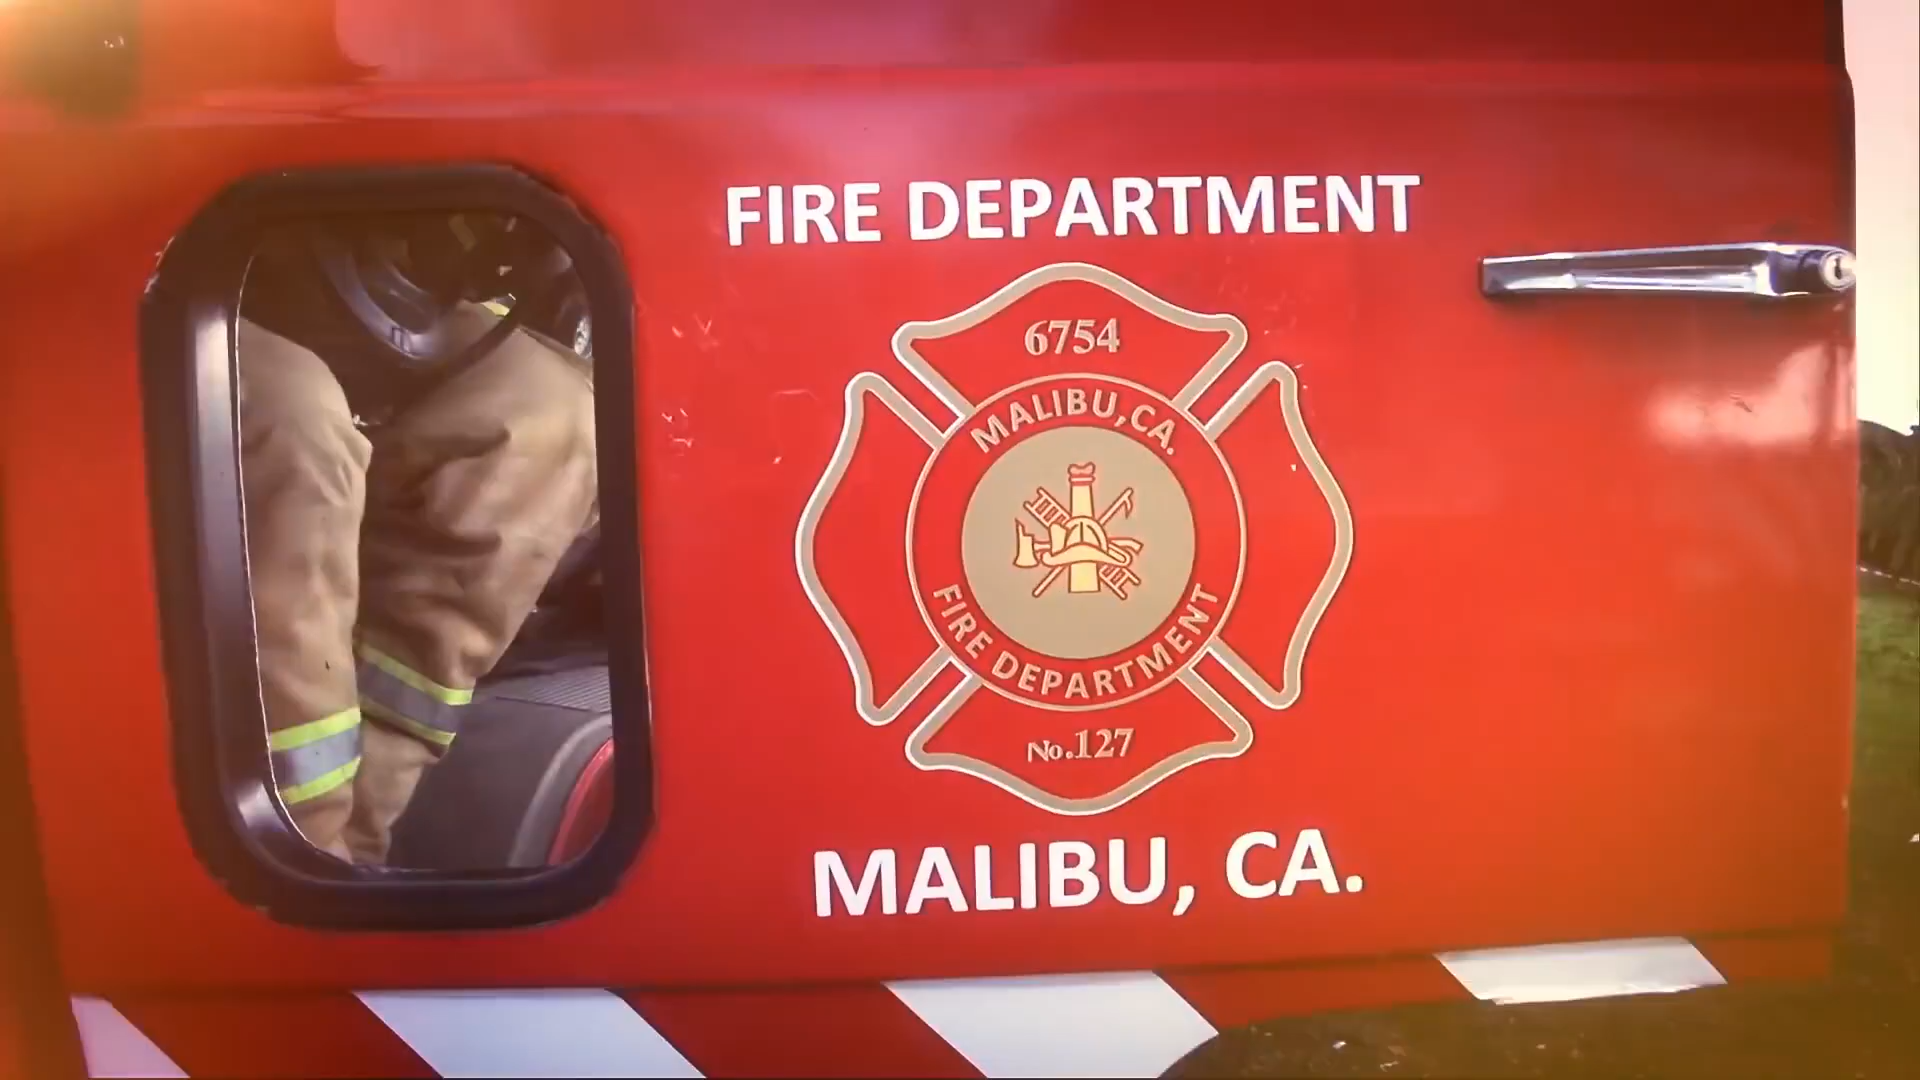 FIRE DEPARTMENT
6754
MALIBU, CA.
FIRE DEPARTMENT
No.127
MALIBU, CA.